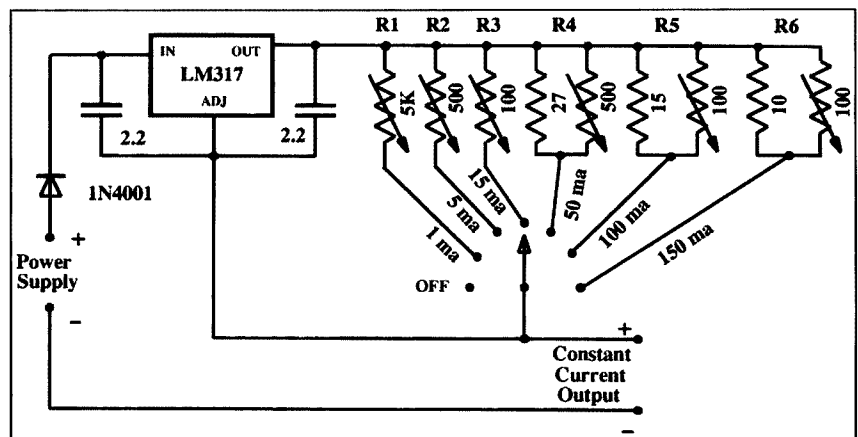 R1 R2 R3 R4 R5 R6
IN OUT
LM317
ADJ
5K 500 100 27 500 15 100 10 100
2.2 2.2
1N4001
+
Power
Supply
−
1 ma
5 ma
15 ma
50 ma
100 ma
150 ma
OFF
+
Constant
Current
Output
−